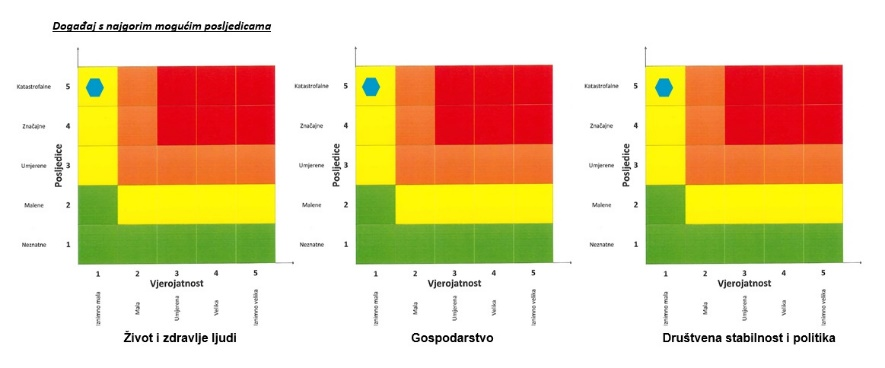 Događaj s najgorim mogućim posljedicama
Posljedice
Katastrofalne 5
Značajne 4
Umjerene 3
Malene 2
Neznatne 1
1 2 3 4 5
Vjerojatnost
Iznimno mala
Mala
Umjerena
Velika
Iznimno velika
Život i zdravlje ljudi
Posljedice
Katastrofalne 5
Značajne 4
Umjerene 3
Malene 2
Neznatne 1
1 2 3 4 5
Vjerojatnost
Iznimno mala
Mala
Umjerena
Velika
Iznimno velika
Gospodarstvo
Posljedice
Katastrofalne 5
Značajne 4
Umjerene 3
Malene 2
Neznatne 1
1 2 3 4 5
Vjerojatnost
Iznimno mala
Mala
Umjerena
Velika
Iznimno velika
Društvena stabilnost i politika